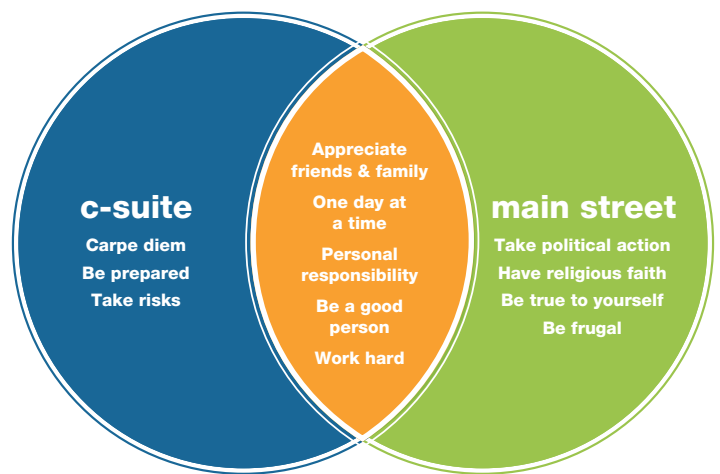 c-suite
Carpe diem
Be prepared
Take risks
Appreciate
friends & family
One day at
a time
Personal
responsibility
Be a good
person
Work hard
main street
Take political action
Have religious faith
Be true to yourself
Be frugal